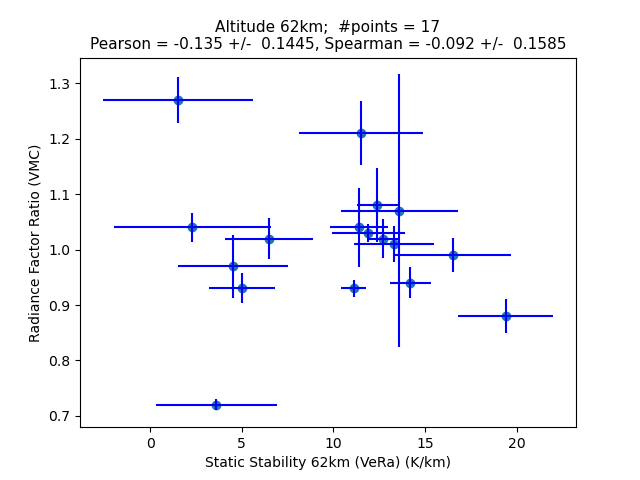 Altitude 62km;  #points = 17
Pearson = -0.135 +/-  0.1445, Spearman = -0.092 +/-  0.1585
1.3
1.2
1.1
1.0
0.9
0.8
0.7
Radiance Factor Ratio (VMC)
0 5 10 15 20
Static Stability 62km (VeRa) (K/km)